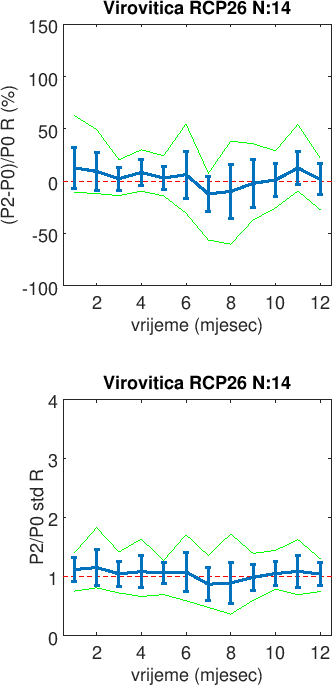 Virovitica RCP26 N:14
(P2-P0)/P0 R (%)
150
100
50
0
-50
-100
2 4 6 8 10 12
vrijeme (mjesec)
Virovitica RCP26 N:14
P2/P0 std R
4
3
2
1
0
2 4 6 8 10 12
vrijeme (mjesec)